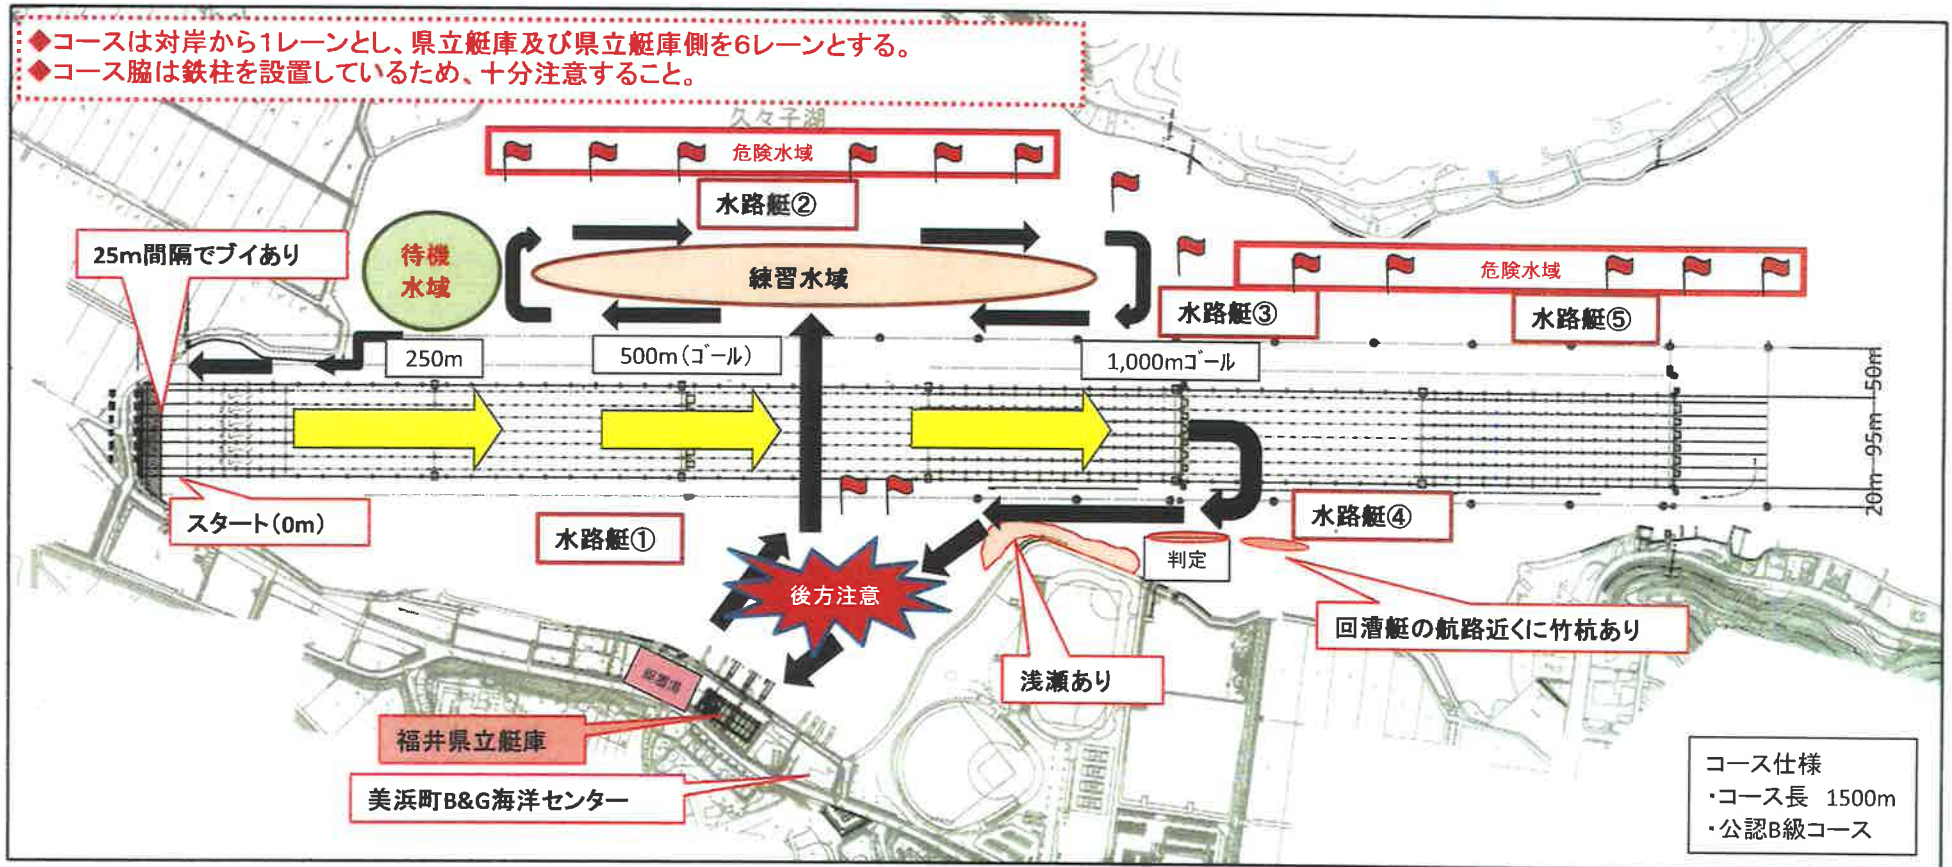 ◆コースは対岸から1レーンとし、県立艇庫及び県立艇庫側を6レーンとする。
◆コース脇は鉄柱を設置しているため、十分注意すること。
久々子湖
危険水域
水路艇②
25m間隔でブイあり
待機
水域
練習水域
危険水域
水路艇③
水路艇⑤
250m
500m(ゴール)
1,000mゴール
50m
95m
20m
スタート(0m)
水路艇①
水路艇④
判定
後方注意
回漕艇の航路近くに竹杭あり
浅瀬あり
福井県立艇庫
美浜町B&G海洋センター
コース仕様
・コース長 1500m
・公認B級コース